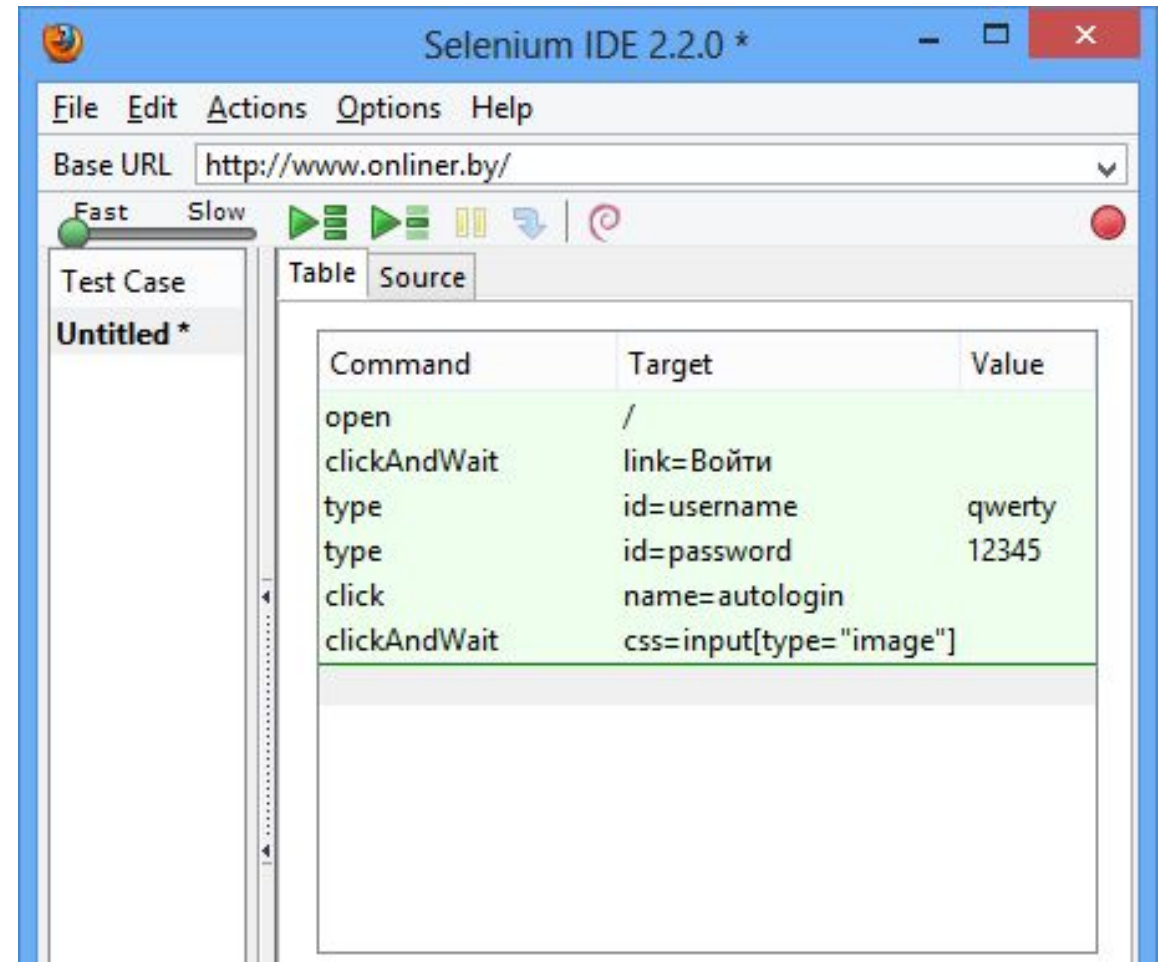 Selenium IDE 2.2.0 *
File Edit Actions Options Help
Base URL http://www.onliner.by/
Fast Slow
Test Case Table Source
Untitled *
Command Target Value
open /
clickAndWait link=Войти
type id=username qwerty
type id=password 12345
click name=autologin
clickAndWait css=input[type="image"]